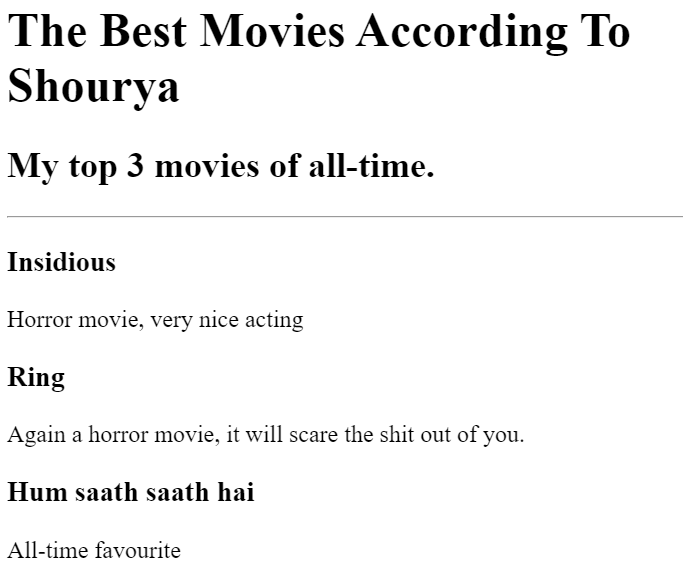 The Best Movies According To
Shourya
My top 3 movies of all-time.
Insidious
Horror movie, very nice acting
Ring
Again a horror movie, it will scare the shit out of you.
Hum saath saath hai
All-time favourite